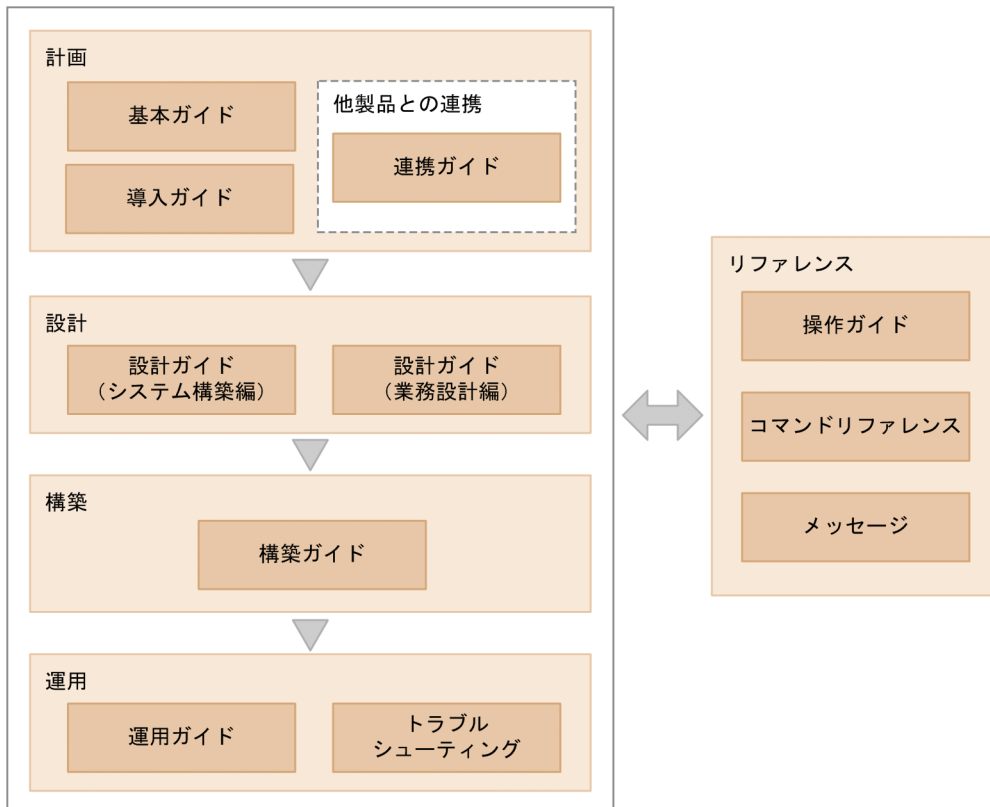 計画
基本ガイド
導入ガイド
他製品との連携
連携ガイド
設計
設計ガイド
（システム構築編）
設計ガイド
（業務設計編）
構築
構築ガイド
運用
運用ガイド
トラブル
シューティング
リファレンス
操作ガイド
コマンドリファレンス
メッセージ